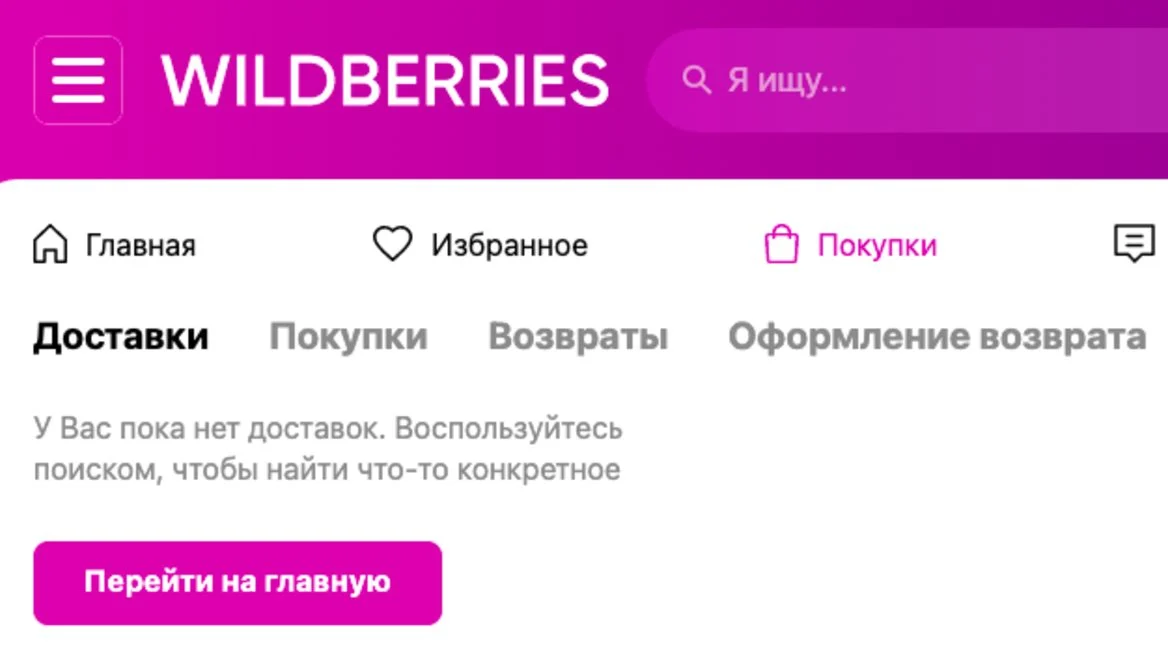 WILDBERRIES Я ищу...
Главная Избранное Покупки
Доставки Покупки Возвраты Оформление возврата
У Вас пока нет доставок. Воспользуйтесь
поиском, чтобы найти что-то конкретное
Перейти на главную